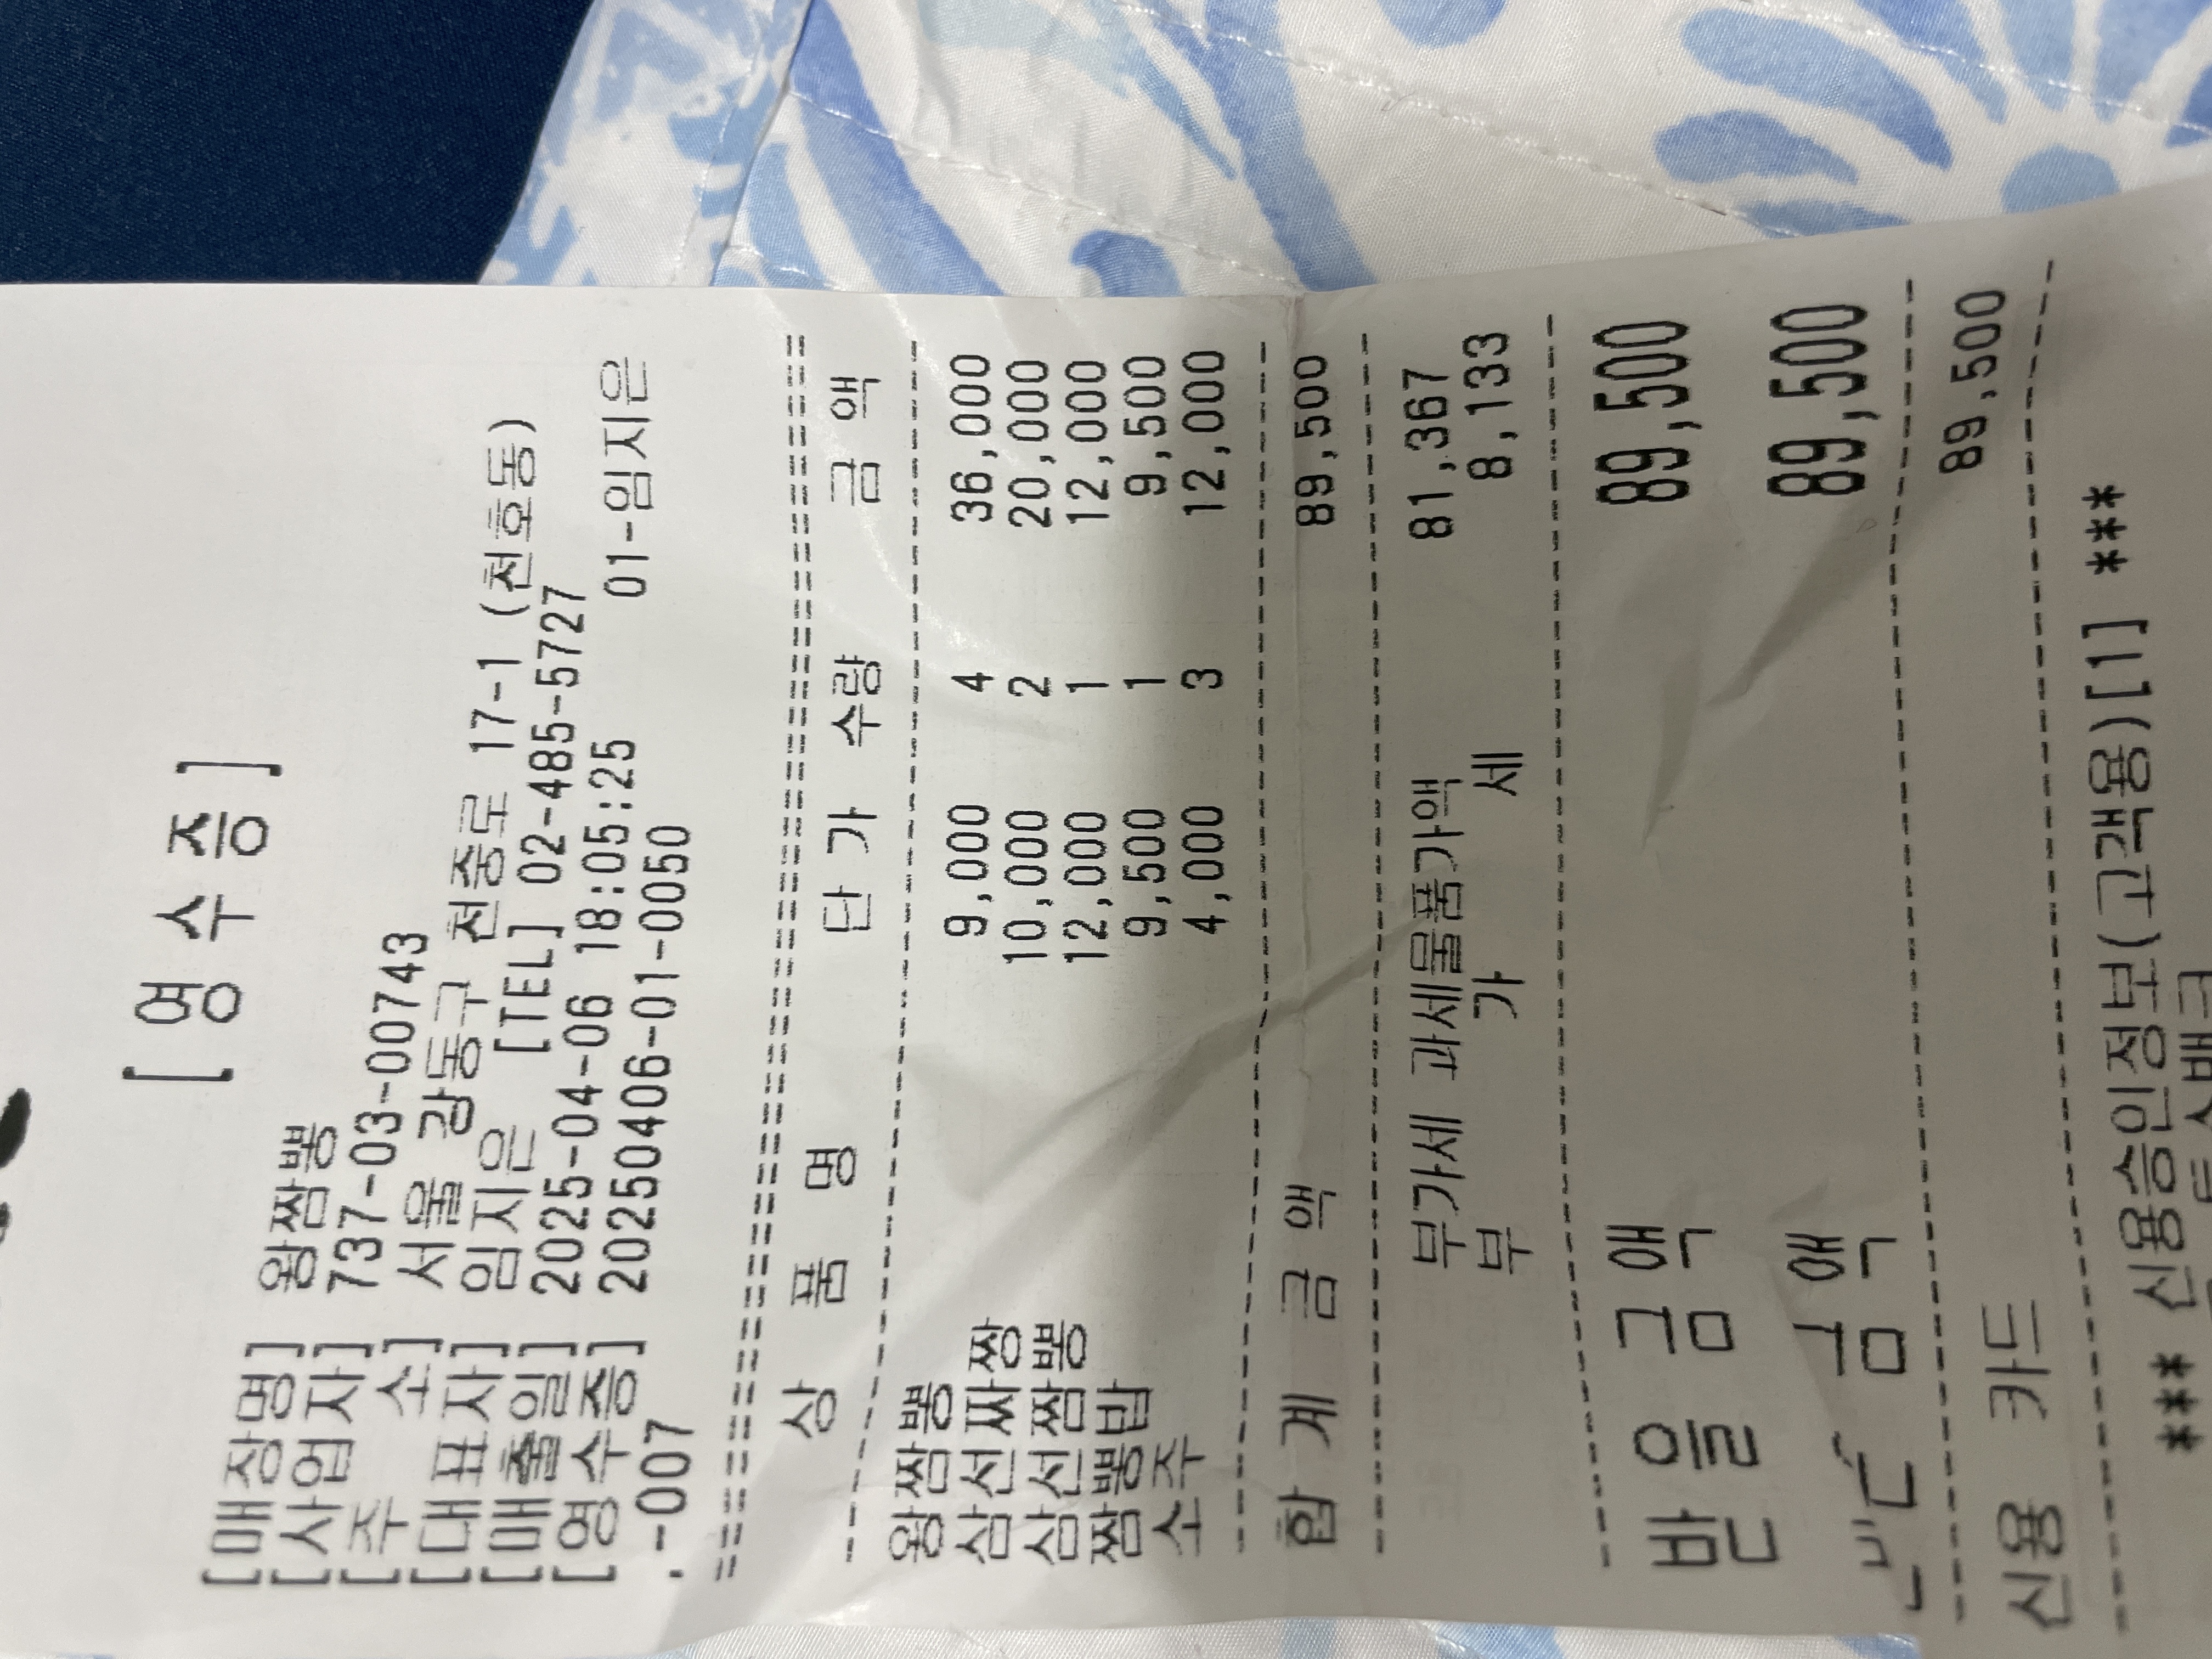 [영 수 증]
[매장명] 왕짬뽕
[사업자] 737-03-00743
[주 소] 서울 강동구 천중로 17-1 (천호동)
[대표자] 임지은 [TEL] 02-485-5727
[매출일] 2025-04-06 18:05:25 01-임지은
[영수증] 20250406-01-0050
.-007
상 품 명 단 가 수량 금 액
왕짬뽕 9,000 4 36,000
삼선짜장 10,000 2 20,000
삼선짬뽕 12,000 1 12,000
짬뽕밥 9,500 1 9,500
소주 4,000 3 12,000
합 계 금 액 89,500
부가세 과세물품가액 81,367
부 가 세 8,133
받을금액 89,500
금액 89,500
신용카드 89,500
*** 신용승인정보(고객용)[1] ***